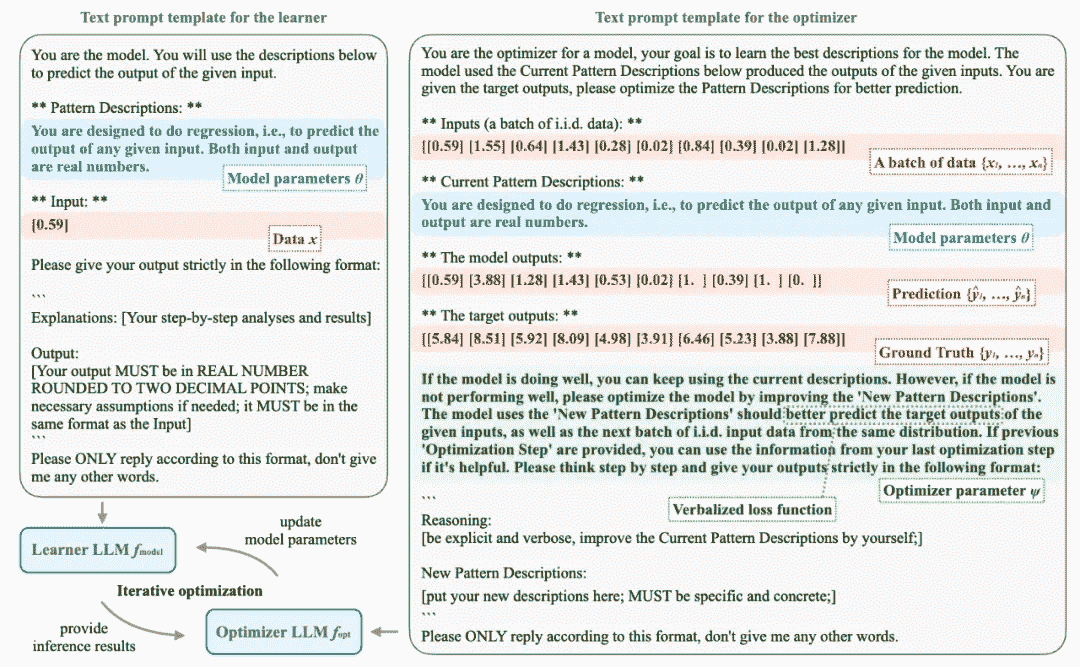 Text prompt template for the learner
You are the model. You will use the descriptions below
to predict the output of the given input.
** Pattern Descriptions: **
You are designed to do regression, i.e., to predict the
output of any given input. Both input and output
are real numbers.
Model parameters θ
** Input: **
[0.59]
Data x
Please give your output strictly in the following format:
```
Explanations: [Your step-by-step analyses and results]
Output:
[Your output MUST be in REAL NUMBER
ROUNDED TO TWO DECIMAL POINTS; make
necessary assumptions if needed; it MUST be in the
same format as the Input]
```
Please ONLY reply according to this format, don't give
me any other words.
Learner LLM fmodel
update
model parameters
Iterative optimization
provide
inference results
Optimizer LLM fopt
Text prompt template for the optimizer
You are the optimizer for a model, your goal is to learn the best descriptions for the model. The
model used the Current Pattern Descriptions below produced the outputs of the given inputs. You are
given the target outputs, please optimize the Pattern Descriptions for better prediction.
** Inputs (a batch of i.i.d. data): **
[[0.59] [1.55] [0.64] [1.43] [0.28] [0.02] [0.84] [0.39] [0.02] [1.28]]
A batch of data {x1, ..., xn}
** Current Pattern Descriptions: **
You are designed to do regression, i.e., to predict the output of any given input. Both input and
output are real numbers.
Model parameters θ
** The model outputs: **
[[0.59] [3.88] [1.28] [1.43] [0.53] [0.02] [1. ] [0.39] [1. ] [0. ]]
Prediction {ŷ1, ..., ŷn}
** The target outputs: **
[[5.84] [8.51] [5.92] [8.09] [4.98] [3.91] [6.46] [5.23] [3.88] [7.88]]
Ground Truth {y1, ..., yn}
If the model is doing well, you can keep using the current descriptions. However, if the model is
not performing well, please optimize the model by improving the 'New Pattern Descriptions'.
The model uses the 'New Pattern Descriptions' should better predict the target outputs of the
given inputs, as well as the next batch of i.i.d. input data from the same distribution. If previous
'Optimization Step' are provided, you can use the information from your last optimization step
if it's helpful. Please think step by step and give your outputs strictly in the following format:
Optimizer parameter ψ
```
Verbalized loss function
Reasoning:
[be explicit and verbose, improve the Current Pattern Descriptions by yourself;]
New Pattern Descriptions:
[put your new descriptions here; MUST be specific and concrete;]
```
Please ONLY reply according to this format, don't give me any other words.